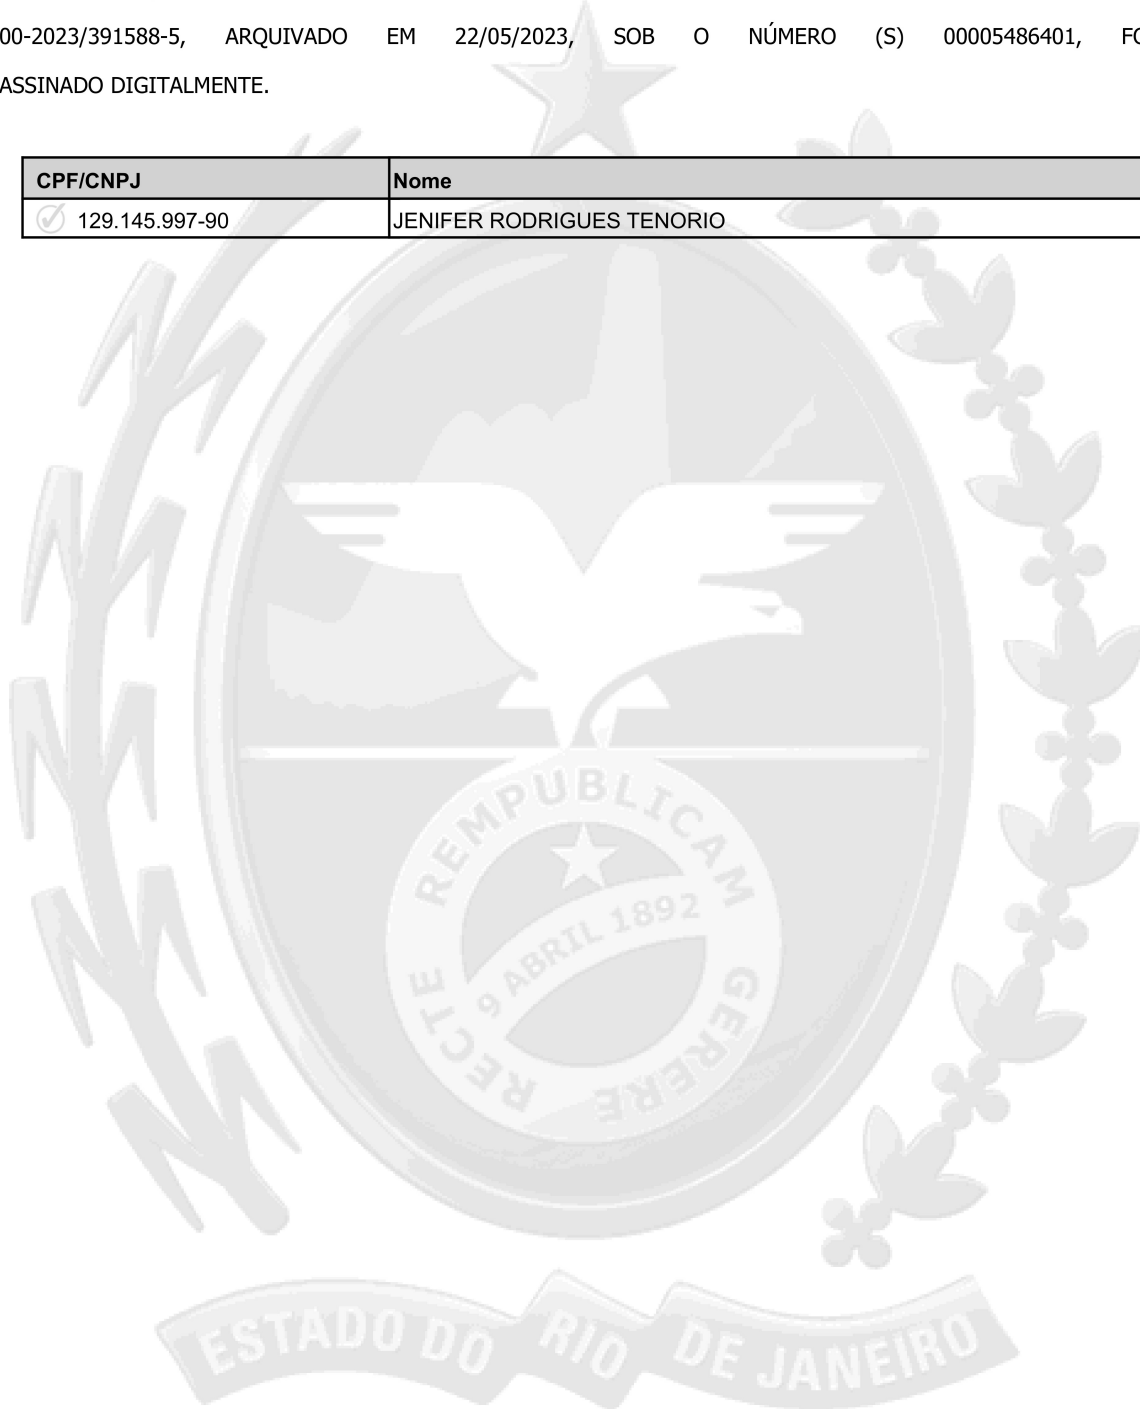 00-2023/391588-5, ARQUIVADO EM 22/05/2023, SOB O NÚMERO (S) 00005486401, FO
ASSINADO DIGITALMENTE.
CPF/CNPJ Nome
129.145.997-90 JENIFER RODRIGUES TENORIO
REMPUBLICAM
9 ABRIL 1892
RECTE GERERE
ESTADO DO RIO DE JANEIRO